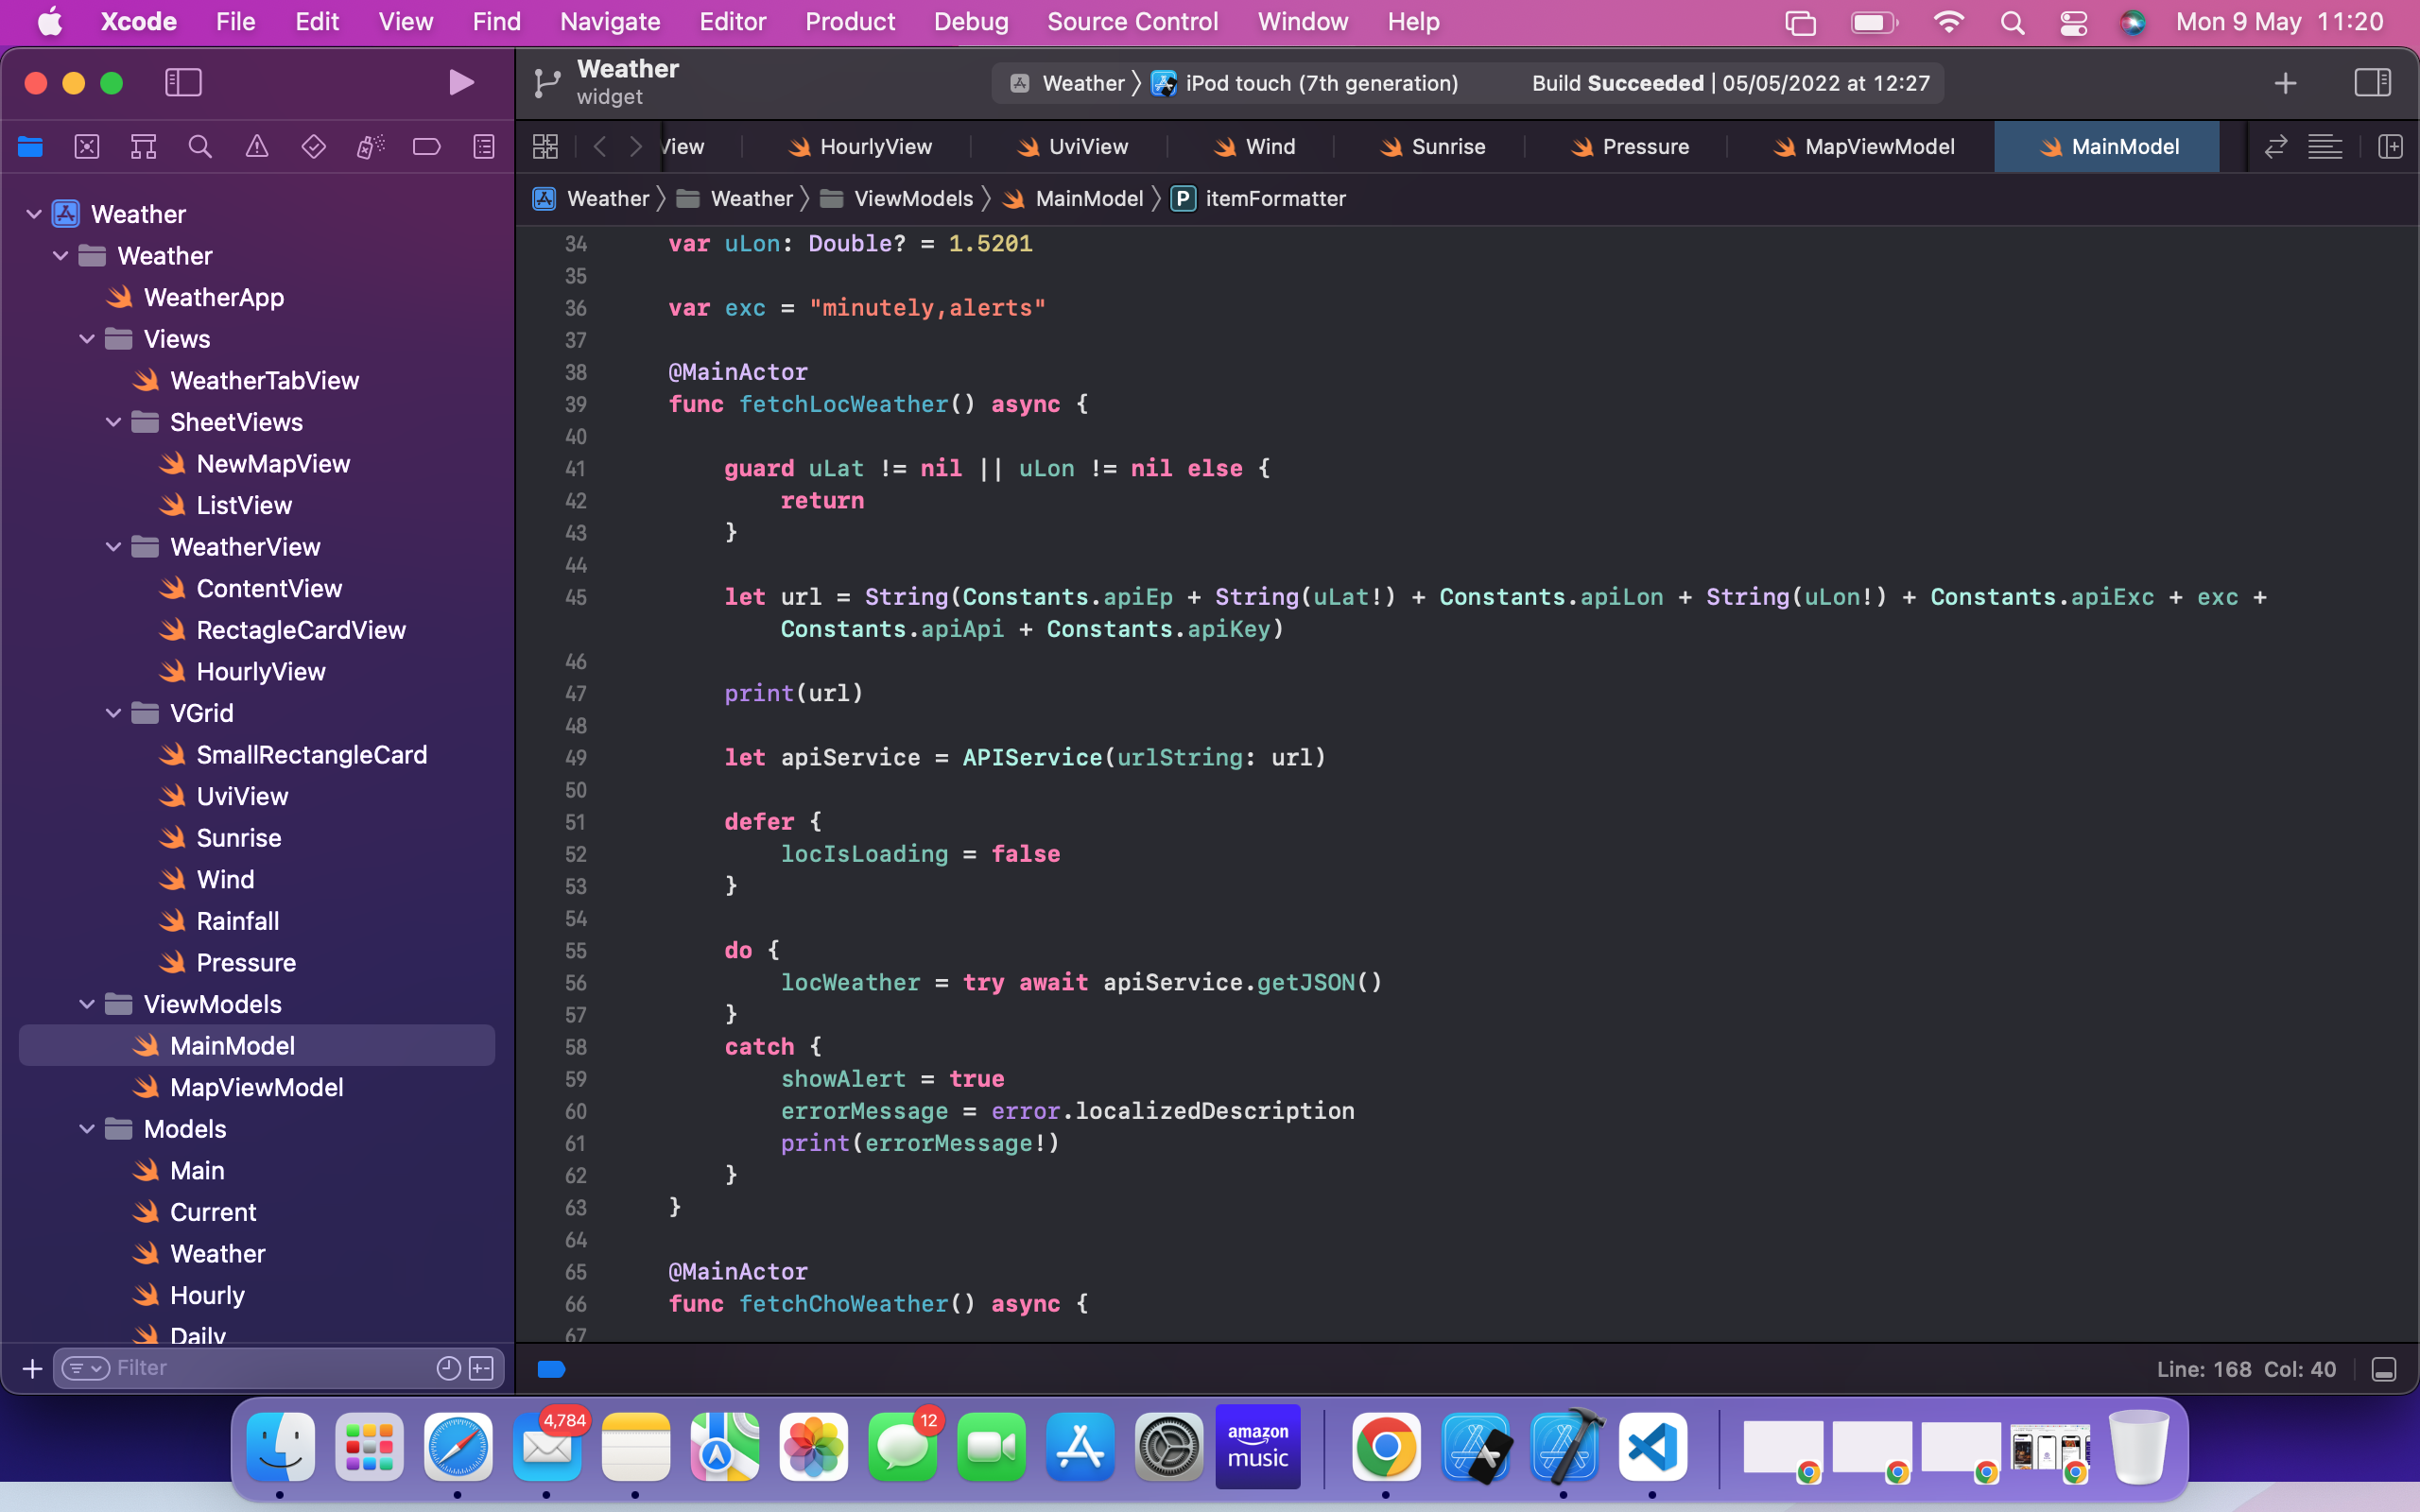 Xcode File Edit View Find Navigate Editor Product Debug Source Control Window Help Mon 9 May 11:20
Weather
widget
Weather iPod touch (7th generation) Build Succeeded | 05/05/2022 at 12:27
View HourlyView UviView Wind Sunrise Pressure MapViewModel MainModel
Weather Weather ViewModels MainModel P itemFormatter
Weather
Weather
WeatherApp
Views
WeatherTabView
SheetViews
NewMapView
ListView
WeatherView
ContentView
RectagleCardView
HourlyView
VGrid
SmallRectangleCard
UviView
Sunrise
Wind
Rainfall
Pressure
ViewModels
MainModel
MapViewModel
Models
Main
Current
Weather
Hourly
Daily
Filter
34 var uLon: Double? = 1.5201
35
36 var exc = "minutely,alerts"
37
38 @MainActor
39 func fetchLocWeather() async {
40
41 guard uLat != nil || uLon != nil else {
42 return
43 }
44
45 let url = String(Constants.apiEp + String(uLat!) + Constants.apiLon + String(uLon!) + Constants.apiExc + exc +
Constants.apiApi + Constants.apiKey)
46
47 print(url)
48
49 let apiService = APIService(urlString: url)
50
51 defer {
52 locIsLoading = false
53 }
54
55 do {
56 locWeather = try await apiService.getJSON()
57 }
58 catch {
59 showAlert = true
60 errorMessage = error.localizedDescription
61 print(errorMessage!)
62 }
63 }
64
65 @MainActor
66 func fetchChoWeather() async {
67
Line: 168 Col: 40
4,784
12
amazon
music